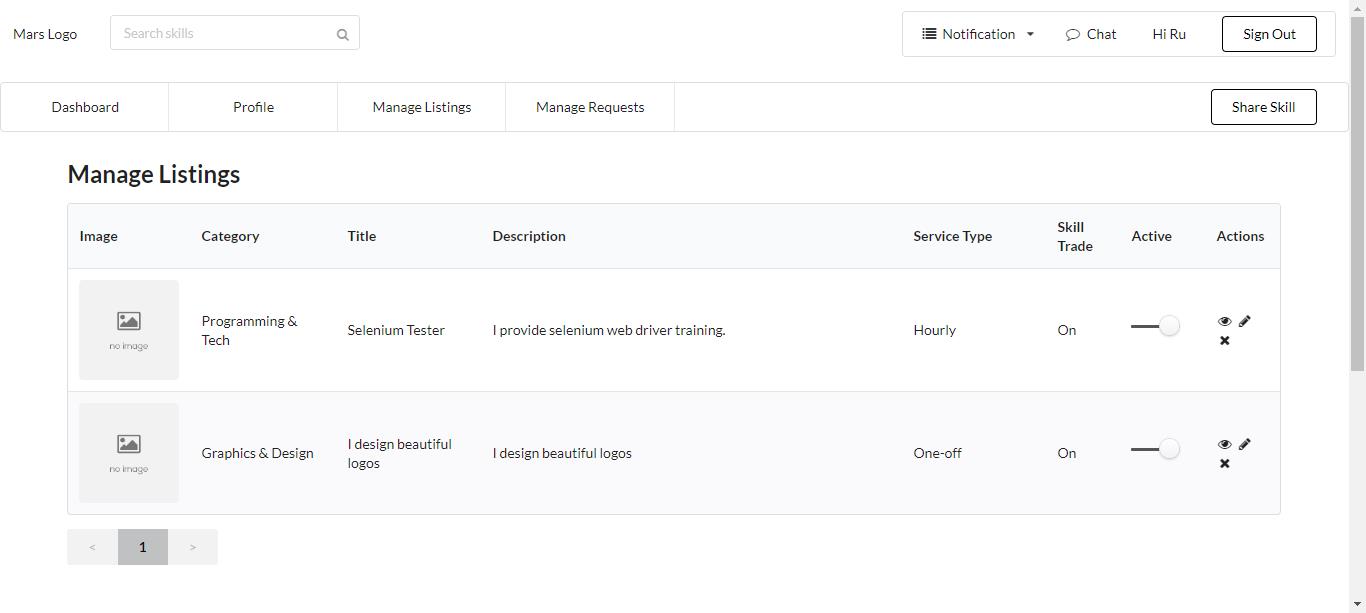 Mars Logo
Search skills
Notification
Chat
Hi Ru
Sign Out
Dashboard
Profile
Manage Listings
Manage Requests
Share Skill
Manage Listings
Image
Category
Title
Description
Service Type
Skill
Trade
Active
Actions
no image
Programming &
Tech
Selenium Tester
I provide selenium web driver training.
Hourly
On
no image
Graphics & Design
I design beautiful
logos
I design beautiful logos
One-off
On
< 1 >